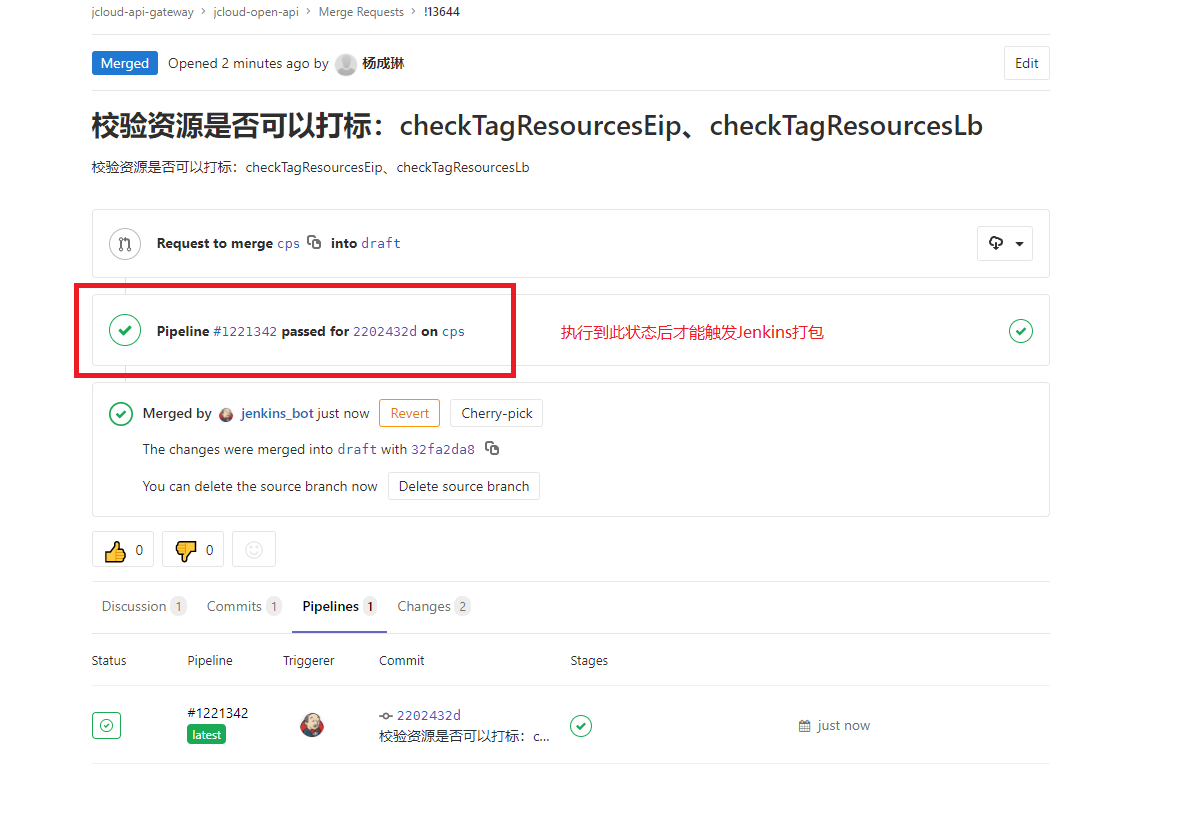 jcloud-api-gateway > jcloud-open-api > Merge Requests > !13644
Merged Opened 2 minutes ago by 杨成琳 Edit
校验资源是否可以打标：checkTagResourcesEip、checkTagResourcesLb
校验资源是否可以打标：checkTagResourcesEip、checkTagResourcesLb
Request to merge cps into draft
Pipeline #1221342 passed for 2202432d on cps 执行到此状态后才能触发Jenkins打包
Merged by jenkins_bot just now Revert Cherry-pick
The changes were merged into draft with 32fa2da8
You can delete the source branch now Delete source branch
0 0
Discussion 1 Commits 1 Pipelines 1 Changes 2
Status Pipeline Triggerer Commit Stages
#1221342 2202432d
latest 校验资源是否可以打标：c... just now